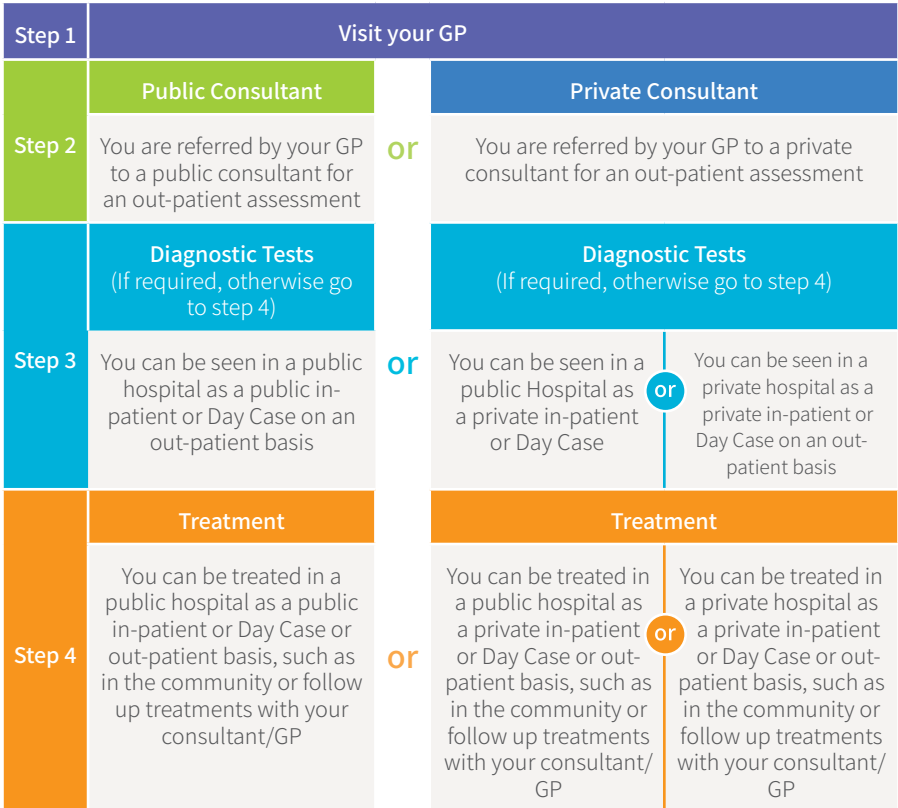 Step 1
Visit your GP
Step 2
Public Consultant
You are referred by your GP
to a public consultant for
an out-patient assessment
or
Private Consultant
You are referred by your GP to a private
consultant for an out-patient assessment
Step 3
Diagnostic Tests
(If required, otherwise go
to step 4)
You can be seen in a public
hospital as a public in-
patient or Day Case on an
out-patient basis
or
Diagnostic Tests
(If required, otherwise go to step 4)
You can be seen in a
public Hospital as
a private in-patient
or Day Case
or
You can be seen in a
private hospital as a
private in-patient or
Day Case on an out-
patient basis
Step 4
Treatment
You can be treated in a
public hospital as a public
in-patient or Day Case or
out-patient basis, such as
in the community or follow
up treatments with your
consultant/GP
or
Treatment
You can be treated in
a public hospital as
a private in-patient
or Day Case or out-
patient basis, such as
in the community or
follow up treatments
with your consultant/
GP
or
You can be treated in
a private hospital as
a private in-patient
or Day Case or out-
patient basis, such as
in the community or
follow up treatments
with your consultant/
GP